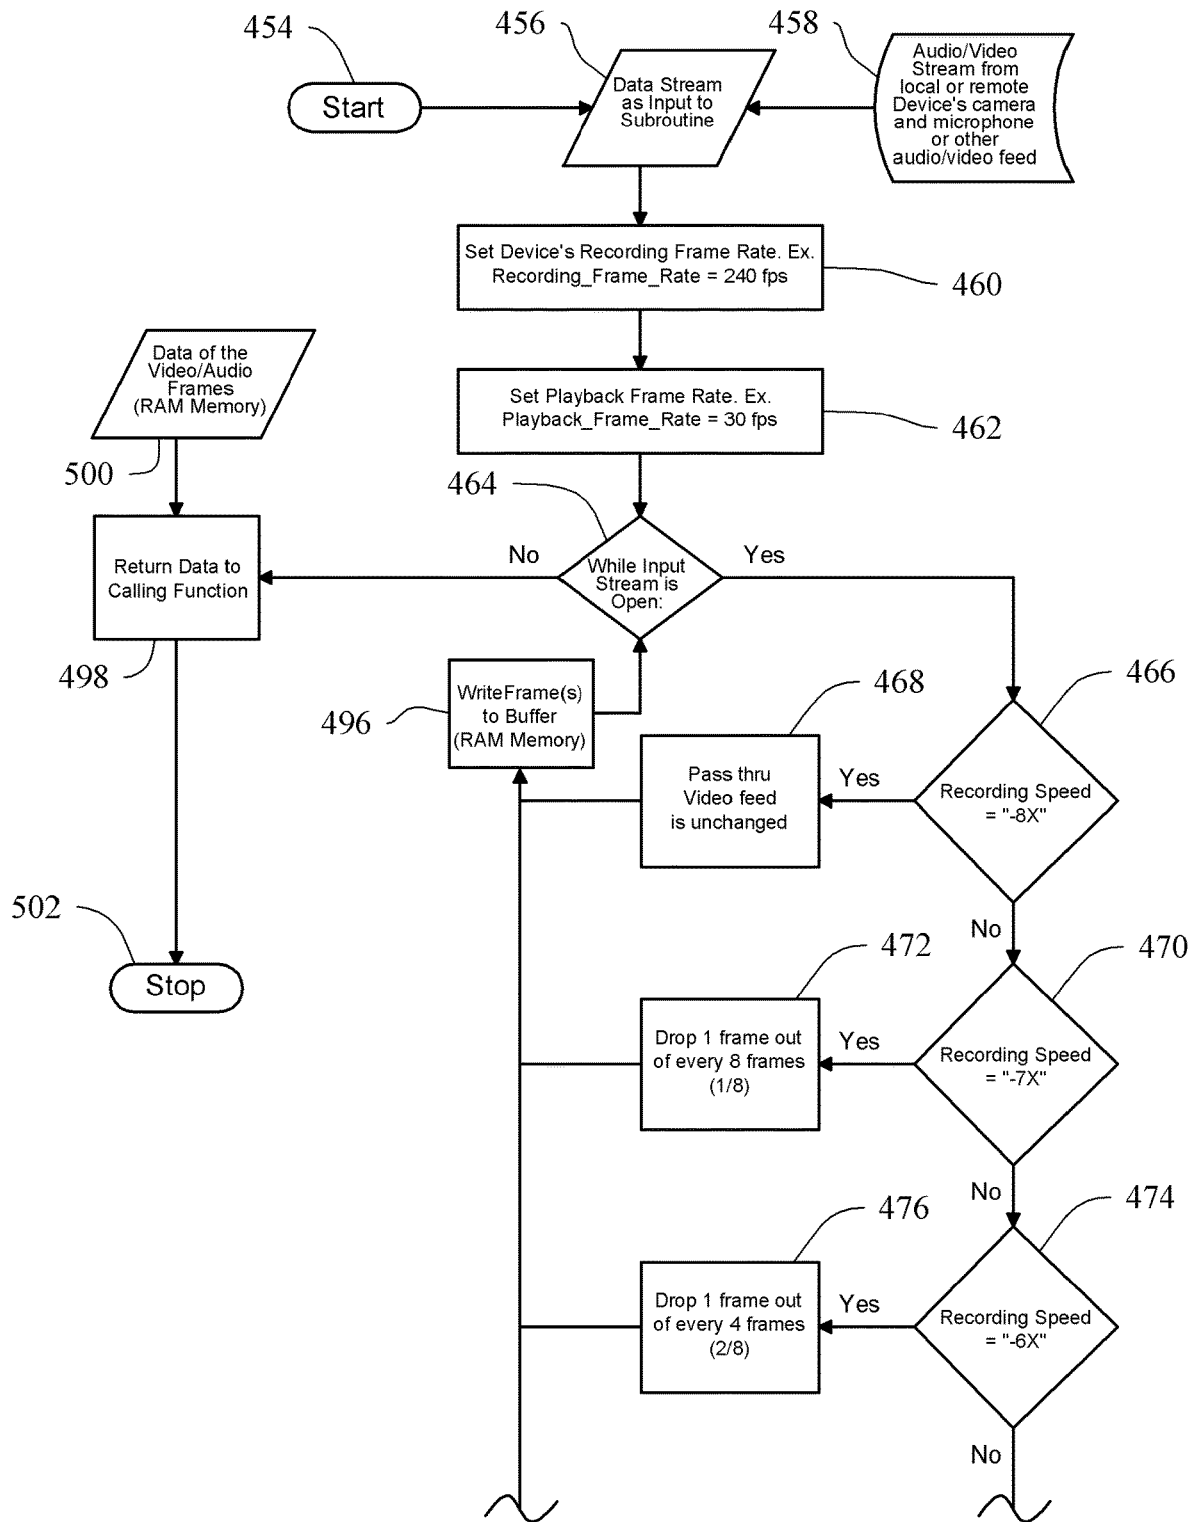 454
456
458
Start
Data Stream
as Input to
Subroutine
Audio/Video
Stream from
local or remote
Device's camera
and microphone
or other
audio/video feed
Set Device's Recording Frame Rate. Ex.
Recording_Frame_Rate = 240 fps
460
Data of the
Video/Audio
Frames
(RAM Memory)
500
Set Playback Frame Rate. Ex.
Playback_Frame_Rate = 30 fps
462
464
No
Yes
While Input
Stream is
Open:
Return Data to
Calling Function
498
WriteFrame(s)
to Buffer
(RAM Memory)
496
468
466
Pass thru
Video feed
is unchanged
Yes
Recording Speed
= "-8X"
No
502
Stop
472
470
Drop 1 frame out
of every 8 frames
(1/8)
Yes
Recording Speed
= "-7X"
No
476
474
Drop 1 frame out
of every 4 frames
(2/8)
Yes
Recording Speed
= "-6X"
No